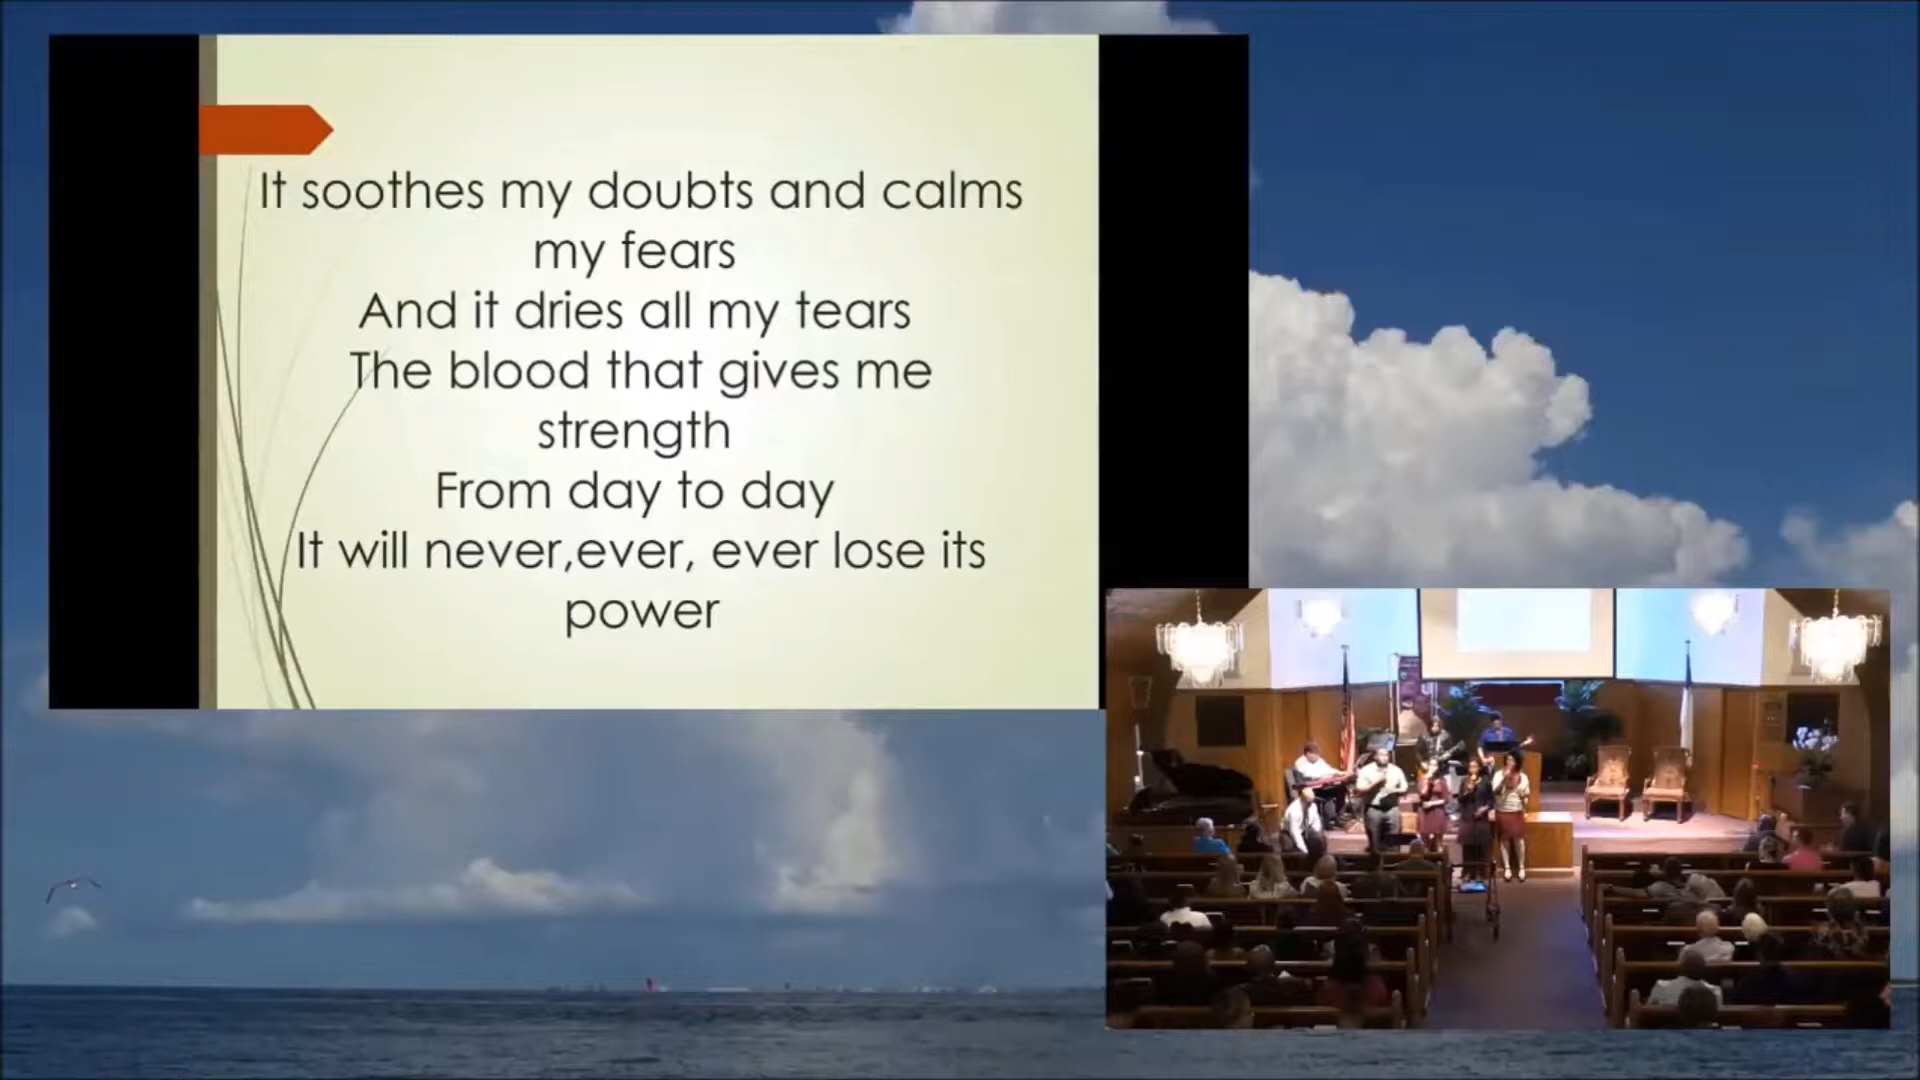 It soothes my doubts and calms
my fears
And it dries all my tears
The blood that gives me
strength
From day to day
It will never,ever, ever lose its
power